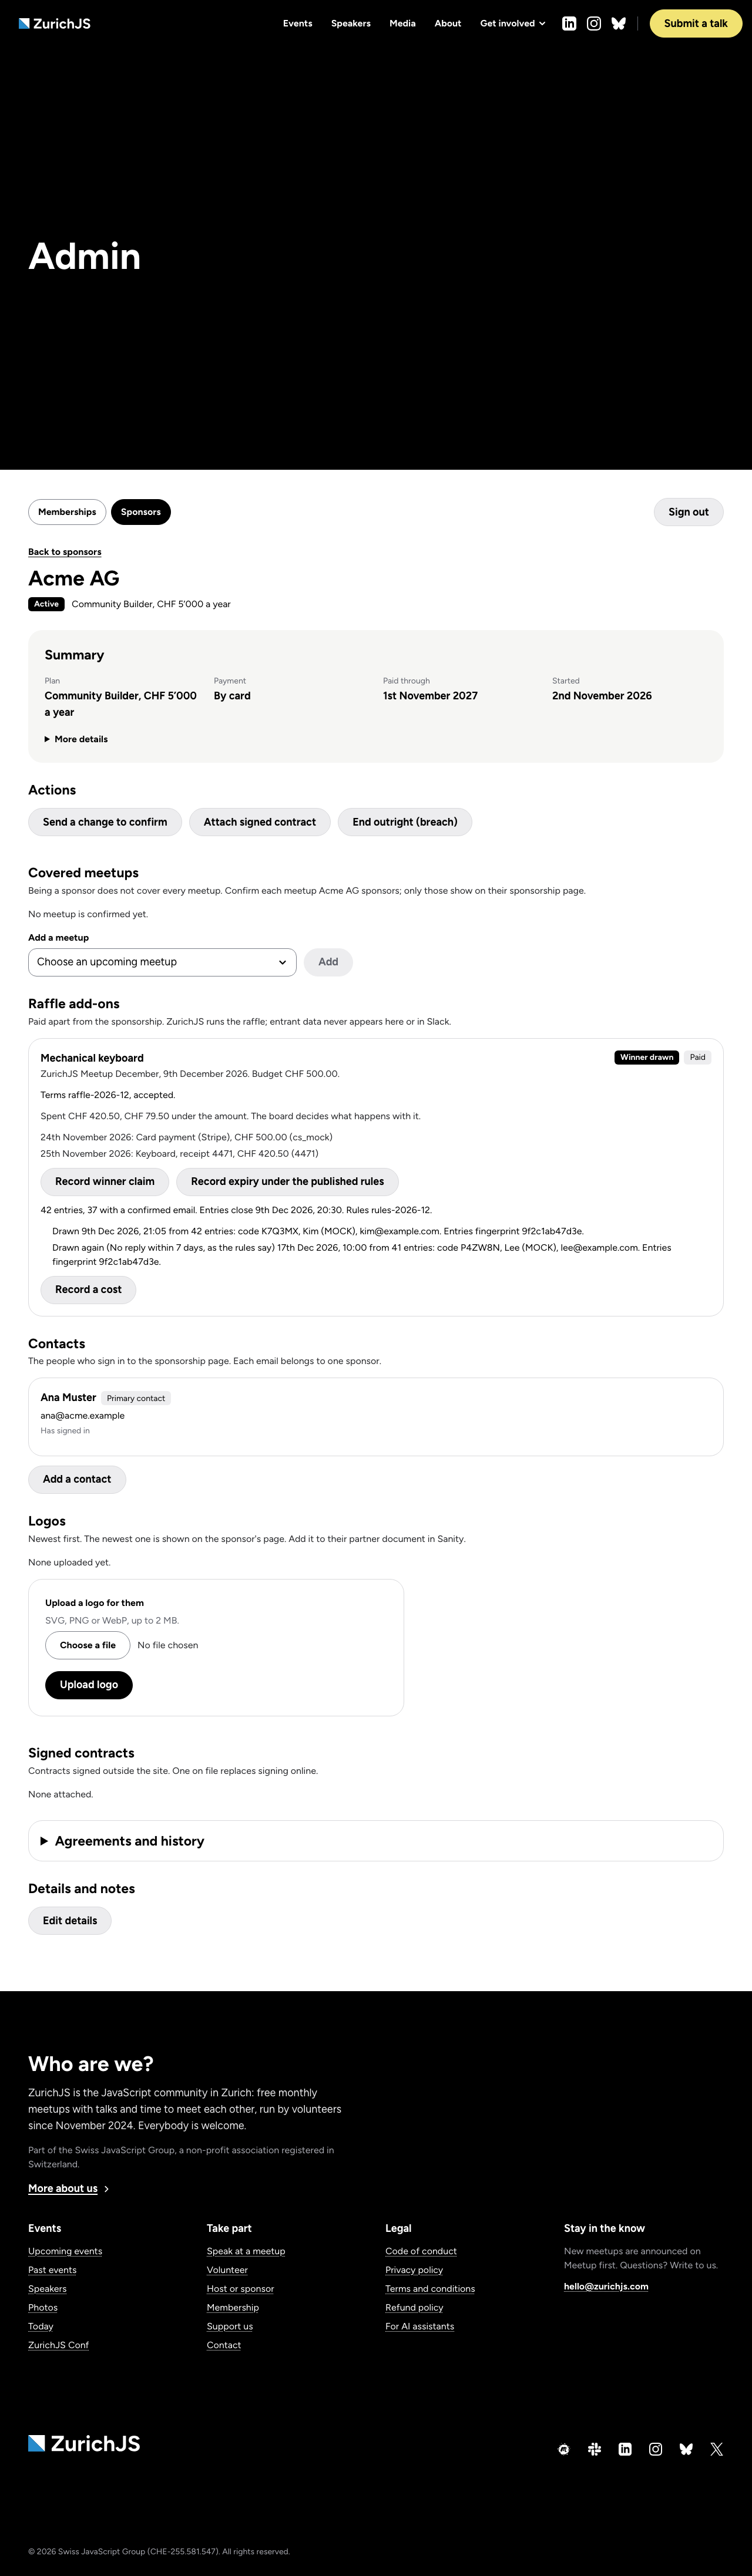 ZurichJS
Events
Speakers
Media
About
Get involved
Submit a talk
Admin
Memberships
Sponsors
Sign out
Back to sponsors
Acme AG
Active
Community Builder, CHF 5’000 a year
Summary
Plan
Payment
Paid through
Started
Community Builder, CHF 5’000
a year
By card
1st November 2027
2nd November 2026
More details
Actions
Send a change to confirm
Attach signed contract
End outright (breach)
Covered meetups
Being a sponsor does not cover every meetup. Confirm each meetup Acme AG sponsors; only those show on their sponsorship page.
No meetup is confirmed yet.
Add a meetup
Choose an upcoming meetup
Add
Raffle add-ons
Paid apart from the sponsorship. ZurichJS runs the raffle; entrant data never appears here or in Slack.
Mechanical keyboard
Winner drawn
Paid
ZurichJS Meetup December, 9th December 2026. Budget CHF 500.00.
Terms raffle-2026-12, accepted.
Spent CHF 420.50, CHF 79.50 under the amount. The board decides what happens with it.
24th November 2026: Card payment (Stripe), CHF 500.00 (cs_mock)
25th November 2026: Keyboard, receipt 4471, CHF 420.50 (4471)
Record winner claim
Record expiry under the published rules
42 entries, 37 with a confirmed email. Entries close 9th Dec 2026, 20:30. Rules rules-2026-12.
Drawn 9th Dec 2026, 21:05 from 42 entries: code K7Q3MX, Kim (MOCK), kim@example.com. Entries fingerprint 9f2c1ab47d3e.
Drawn again (No reply within 7 days, as the rules say) 17th Dec 2026, 10:00 from 41 entries: code P4ZW8N, Lee (MOCK), lee@example.com. Entries
fingerprint 9f2c1ab47d3e.
Record a cost
Contacts
The people who sign in to the sponsorship page. Each email belongs to one sponsor.
Ana Muster
Primary contact
ana@acme.example
Has signed in
Add a contact
Logos
Newest first. The newest one is shown on the sponsor's page. Add it to their partner document in Sanity.
None uploaded yet.
Upload a logo for them
SVG, PNG or WebP, up to 2 MB.
Choose a file
No file chosen
Upload logo
Signed contracts
Contracts signed outside the site. One on file replaces signing online.
None attached.
Agreements and history
Details and notes
Edit details
Who are we?
ZurichJS is the JavaScript community in Zurich: free monthly
meetups with talks and time to meet each other, run by volunteers
since November 2024. Everybody is welcome.
Part of the Swiss JavaScript Group, a non-profit association registered in
Switzerland.
More about us
Events
Upcoming events
Past events
Speakers
Photos
Today
ZurichJS Conf
Take part
Speak at a meetup
Volunteer
Host or sponsor
Membership
Support us
Contact
Legal
Code of conduct
Privacy policy
Terms and conditions
Refund policy
For AI assistants
Stay in the know
New meetups are announced on
Meetup first. Questions? Write to us.
hello@zurichjs.com
ZurichJS
© 2026 Swiss JavaScript Group (CHE-255.581.547). All rights reserved.